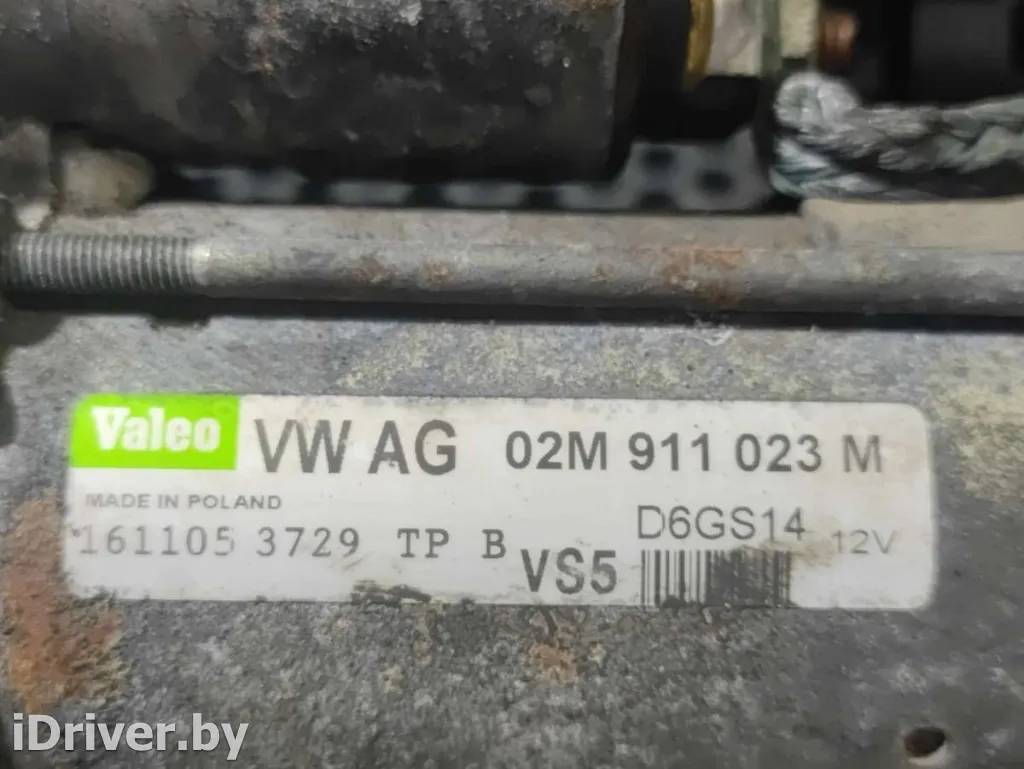 Valeo VW AG 02M 911 023 M
MADE IN POLAND
161105 3729 TP B VS5 D6GS14 12V
iDriver.by